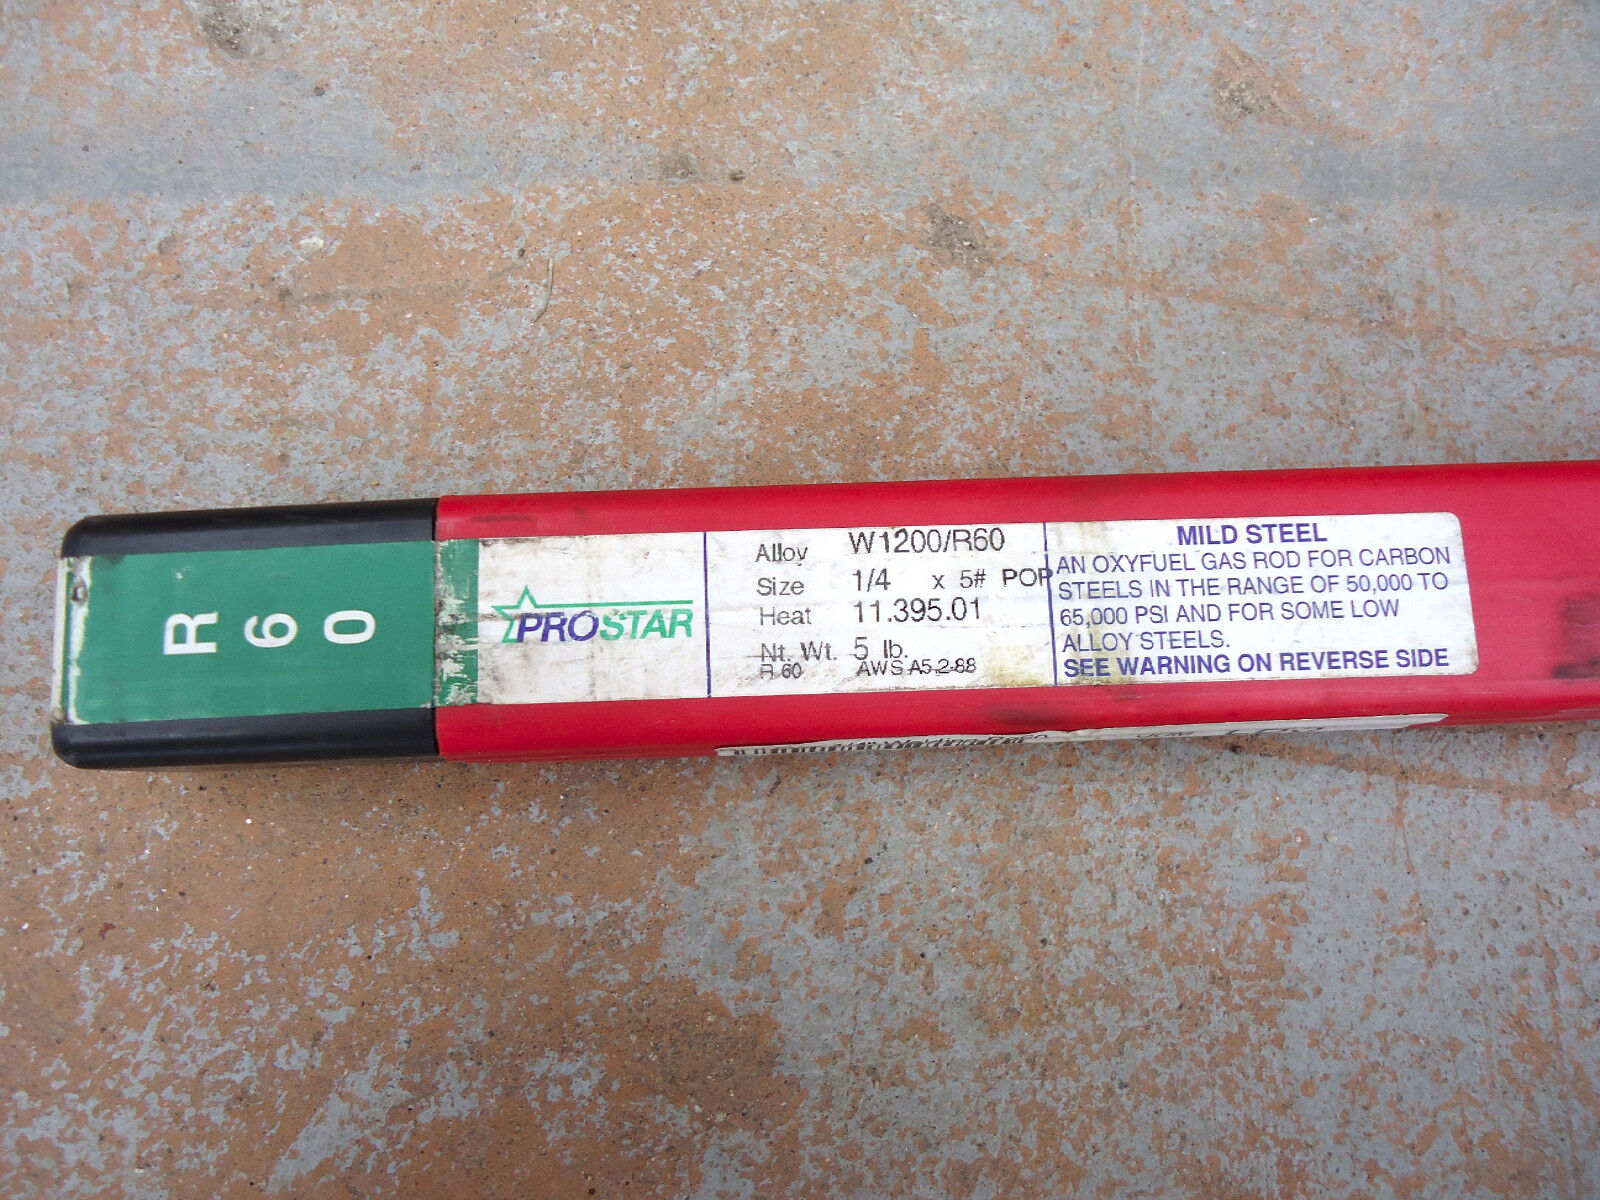 R
6
0
PROSTAR
Alloy W1200/R60
Size 1/4 x 5# POP
Heat 11.395.01
Nt. Wt. 5 lb.
R 60 AWS A5.2-88
MILD STEEL
AN OXYFUEL GAS ROD FOR CARBON
STEELS IN THE RANGE OF 50,000 TO
65,000 PSI AND FOR SOME LOW
ALLOY STEELS.
SEE WARNING ON REVERSE SIDE